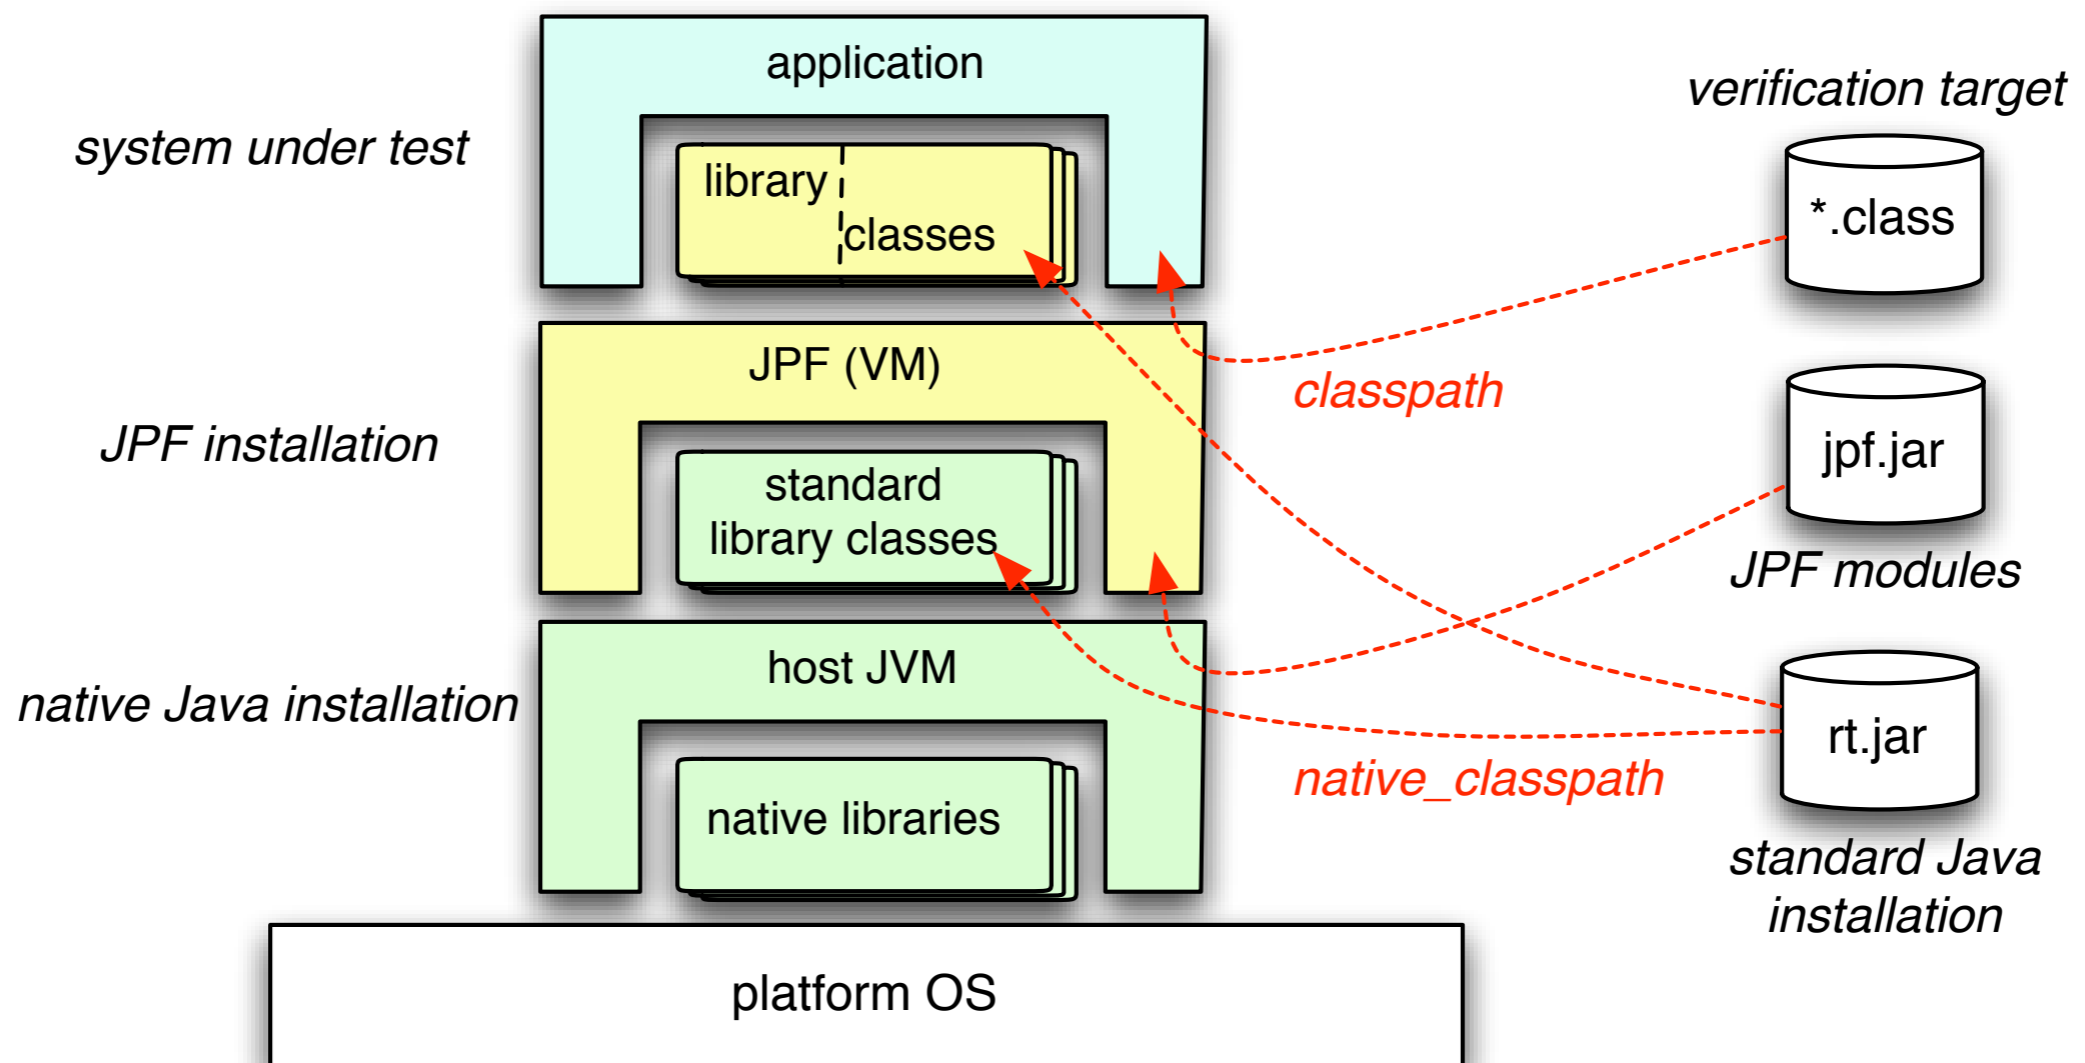 application
system under test
library
classes
JPF (VM)
JPF installation
standard
library classes
host JVM
native Java installation
native libraries
platform OS
classpath
native_classpath
verification target
*.class
jpf.jar
JPF modules
rt.jar
standard Java
installation